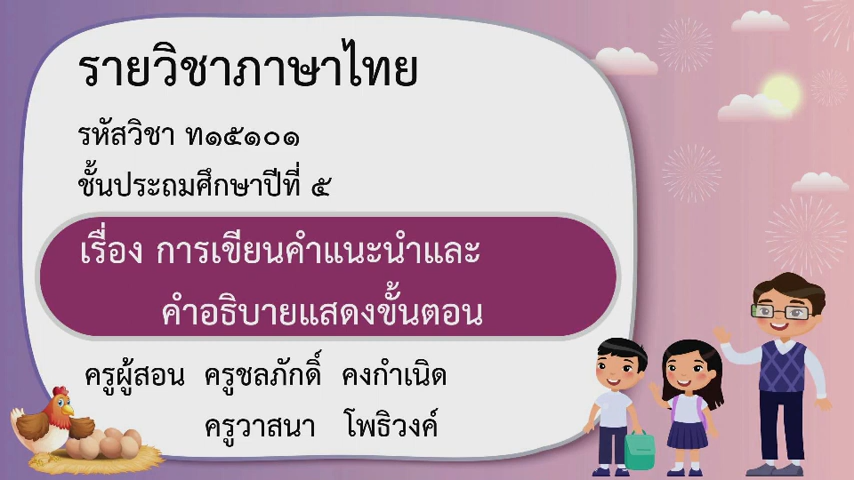 รายวิชาภาษาไทย
รหัสวิชา ท๑๕๑๐๑
ชั้นประถมศึกษาปีที่ ๕
เรื่อง การเขียนคำแนะนำและ
คำอธิบายแสดงขั้นตอน
ครูผู้สอน ครูชลภักดิ์ คงกำเนิด
ครูวาสนา โพธิวงค์